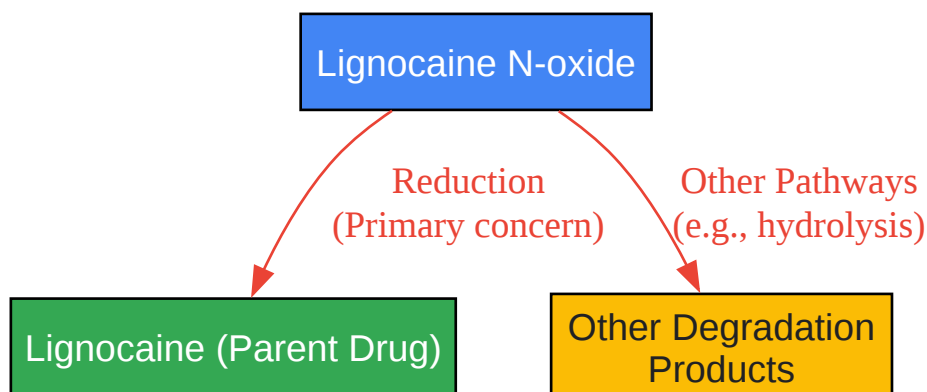 Lignocaine N-oxide
Reduction
(Primary concern)
Other Pathways
(e.g., hydrolysis)
Lignocaine (Parent Drug)
Other Degradation
Products